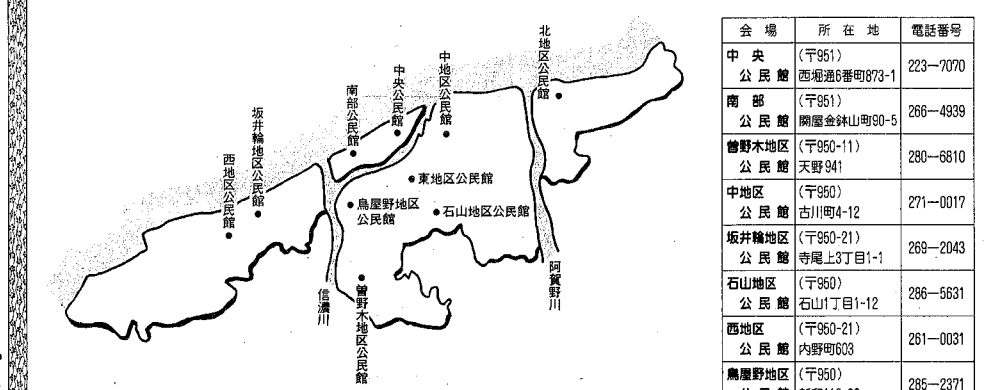 西地区公民館
坂井輪地区公民館
南部公民館
中央公民館
中地区公民館
北地区公民館
東地区公民館
鳥屋野地区
公民館
石山地区公民館
曽野木地区公民館
信濃川
阿賀野川
会場 所在地 電話番号
中央 (〒951)
公民館 西堀通6番町873-1 223-7070
南部 (〒951)
公民館 関屋金鉢山町90-5 266-4939
曽野木地区 (〒950-11)
公民館 天野941 280-6810
中地区 (〒950)
公民館 古川町4-12 271-0017
坂井輪地区 (〒950-21)
公民館 寺尾上3丁目1-1 269-2043
石山地区 (〒950)
公民館 石山1丁目1-12 286-5631
西地区 (〒950-21)
公民館 内野町603 261-0031
鳥屋野地区 (〒950)
285-2371